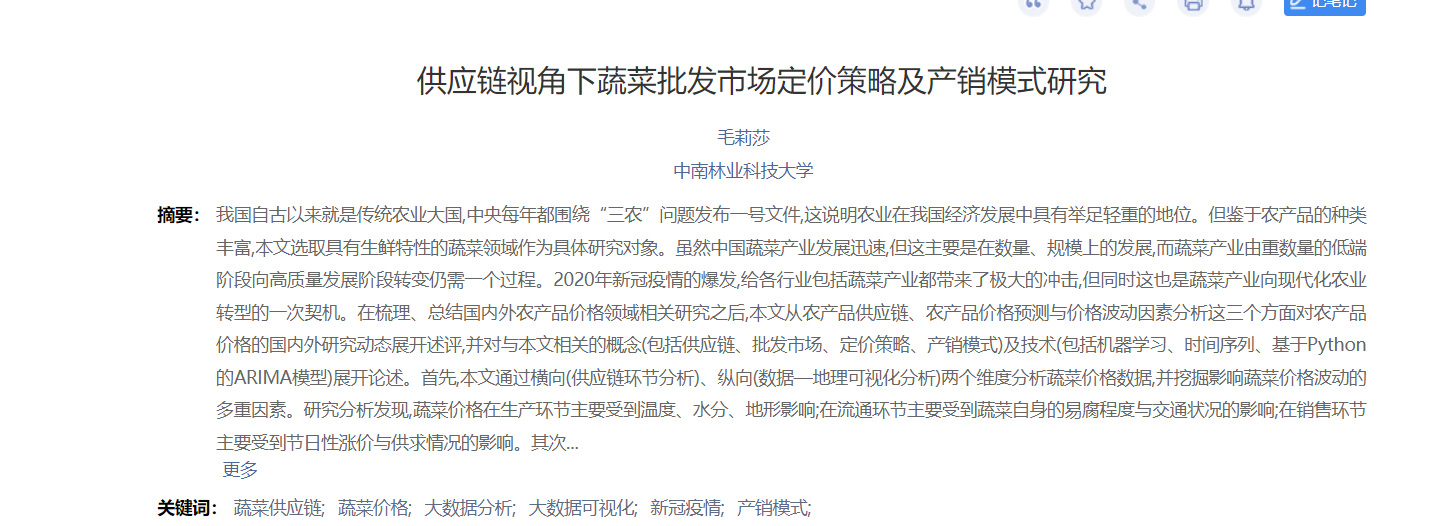 记笔记
供应链视角下蔬菜批发市场定价策略及产销模式研究
毛莉莎
中南林业科技大学
摘要： 我国自古以来就是传统农业大国,中央每年都围绕“三农”问题发布一号文件,这说明农业在我国经济发展中具有举足轻重的地位。但鉴于农产品的种类
丰富,本文选取具有生鲜特性的蔬菜领域作为具体研究对象。虽然中国蔬菜产业发展迅速,但这主要是在数量、规模上的发展,而蔬菜产业由重数量的低端
阶段向高质量发展阶段转变仍需一个过程。2020年新冠疫情的爆发,给各行业包括蔬菜产业都带来了极大的冲击,但同时这也是蔬菜产业向现代化农业
转型的一次契机。在梳理、总结国内外农产品价格领域相关研究之后,本文从农产品供应链、农产品价格预测与价格波动因素分析这三个方面对农产品
价格的国内外研究动态展开述评,并对与本文相关的概念(包括供应链、批发市场、定价策略、产销模式)及技术(包括机器学习、时间序列、基于Python
的ARIMA模型)展开论述。首先,本文通过横向(供应链环节分析)、纵向(数据—地理可视化分析)两个维度分析蔬菜价格数据,并挖掘影响蔬菜价格波动的
多重因素。研究分析发现,蔬菜价格在生产环节主要受到温度、水分、地形影响;在流通环节主要受到蔬菜自身的易腐程度与交通状况的影响;在销售环节
主要受到节日性涨价与供求情况的影响。其次...
更多
关键词： 蔬菜供应链; 蔬菜价格; 大数据分析; 大数据可视化; 新冠疫情; 产销模式;